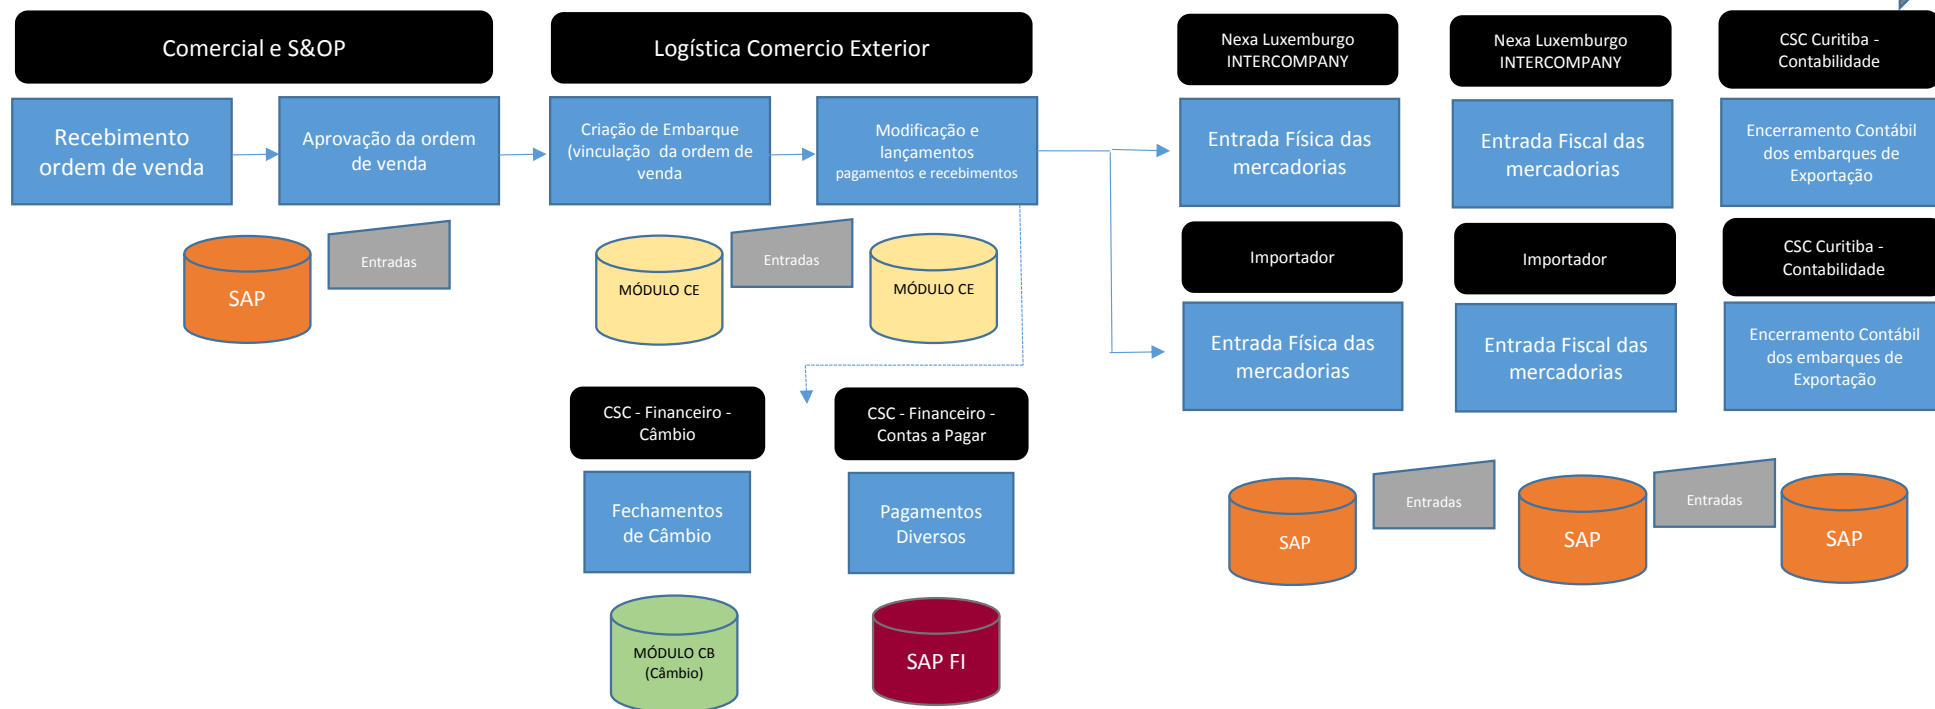 Comercial e S&OP
Logística Comercio Exterior
Nexa Luxemburgo
INTERCOMPANY
Nexa Luxemburgo
INTERCOMPANY
CSC Curitiba -
Contabilidade
Recebimento
ordem de venda
Aprovação da ordem
de venda
Criação de Embarque
(vinculação da ordem de
venda
Modificação e
lançamentos
pagamentos e recebimentos
Entrada Física das
mercadorias
Entrada Fiscal das
mercadorias
Encerramento Contábil
dos embarques de
Exportação
SAP
Entradas
MÓDULO CE
Entradas
MÓDULO CE
Importador
Importador
CSC Curitiba -
Contabilidade
Entrada Física das
mercadorias
Entrada Fiscal das
mercadorias
Encerramento Contábil
dos embarques de
Exportação
CSC - Financeiro -
Câmbio
CSC - Financeiro -
Contas a Pagar
Fechamentos
de Câmbio
Pagamentos
Diversos
SAP
Entradas
SAP
Entradas
SAP
MÓDULO CB
(Câmbio)
SAP FI